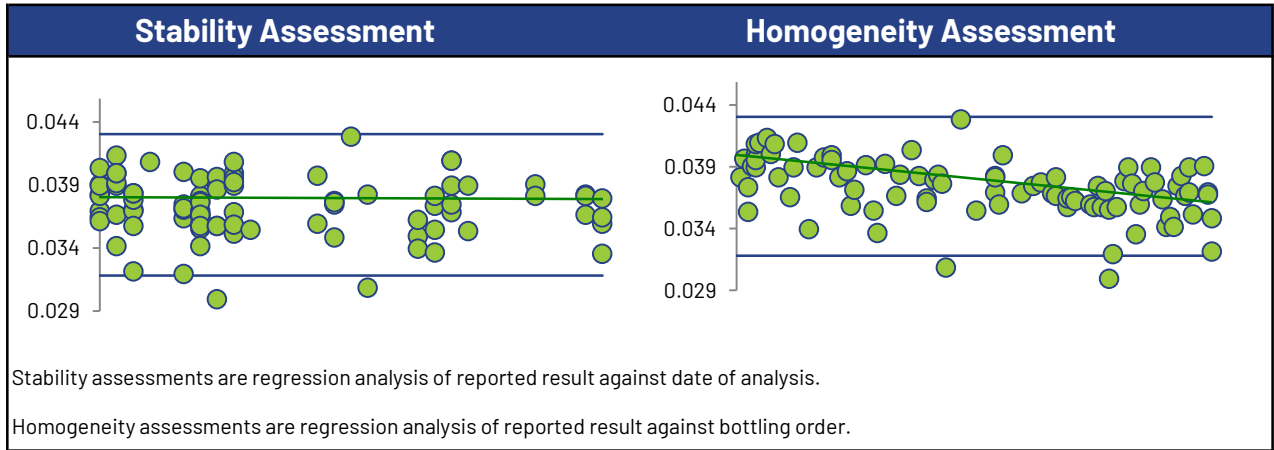 Stability Assessment
Homogeneity Assessment
0.044
0.039
0.034
0.029
0.044
0.039
0.034
0.029
Stability assessments are regression analysis of reported result against date of analysis.
Homogeneity assessments are regression analysis of reported result against bottling order.